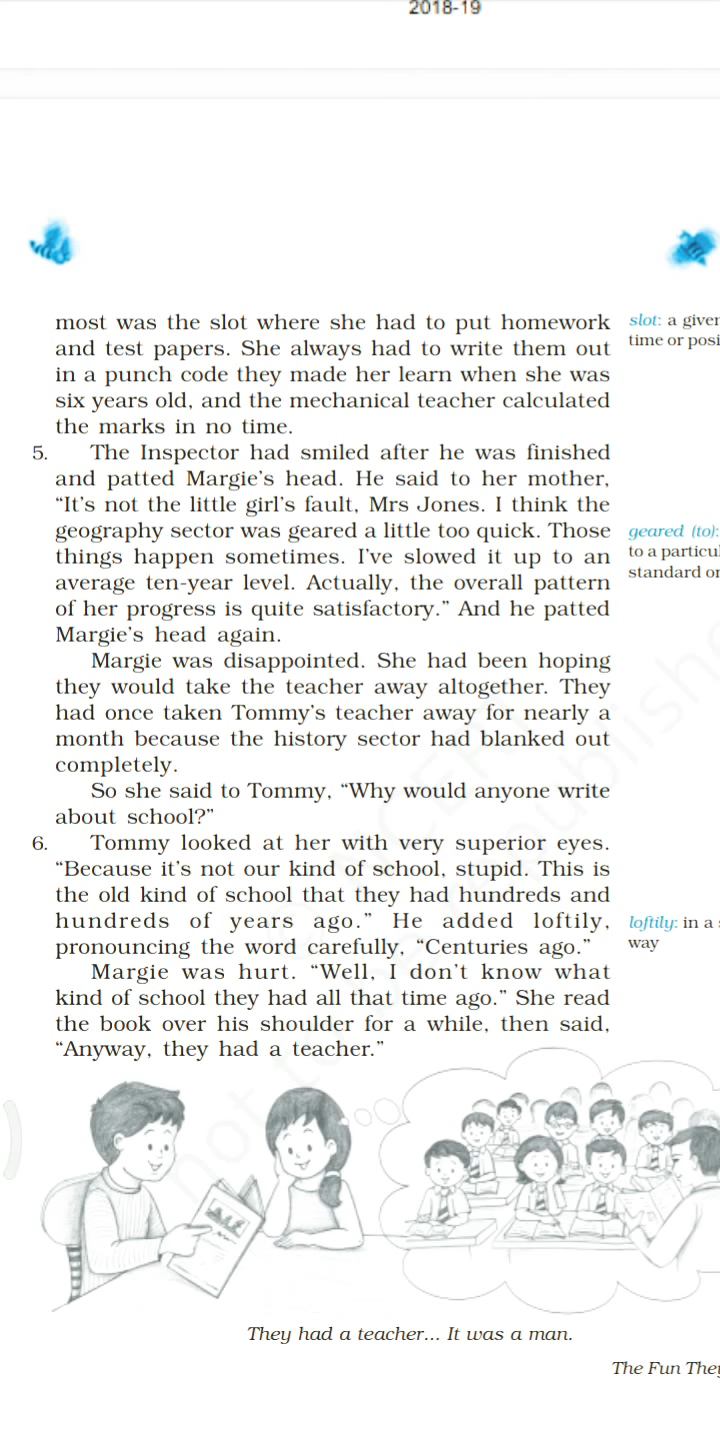 2018-19
most was the slot where she had to put homework
and test papers. She always had to write them out
in a punch code they made her learn when she was
six years old, and the mechanical teacher calculated
the marks in no time.
slot: a given
time or posi
5. The Inspector had smiled after he was finished
and patted Margie's head. He said to her mother,
“It's not the little girl's fault, Mrs Jones. I think the
geography sector was geared a little too quick. Those
things happen sometimes. I've slowed it up to an
average ten-year level. Actually, the overall pattern
of her progress is quite satisfactory.” And he patted
Margie's head again.
geared (to):
to a particul
standard or
Margie was disappointed. She had been hoping
they would take the teacher away altogether. They
had once taken Tommy's teacher away for nearly a
month because the history sector had blanked out
completely.
So she said to Tommy, “Why would anyone write
about school?”
6. Tommy looked at her with very superior eyes.
“Because it's not our kind of school, stupid. This is
the old kind of school that they had hundreds and
hundreds of years ago.” He added loftily,
pronouncing the word carefully, “Centuries ago.”
loftily: in a
way
Margie was hurt. “Well, I don't know what
kind of school they had all that time ago.” She read
the book over his shoulder for a while, then said,
“Anyway, they had a teacher.”
They had a teacher... It was a man.
The Fun They